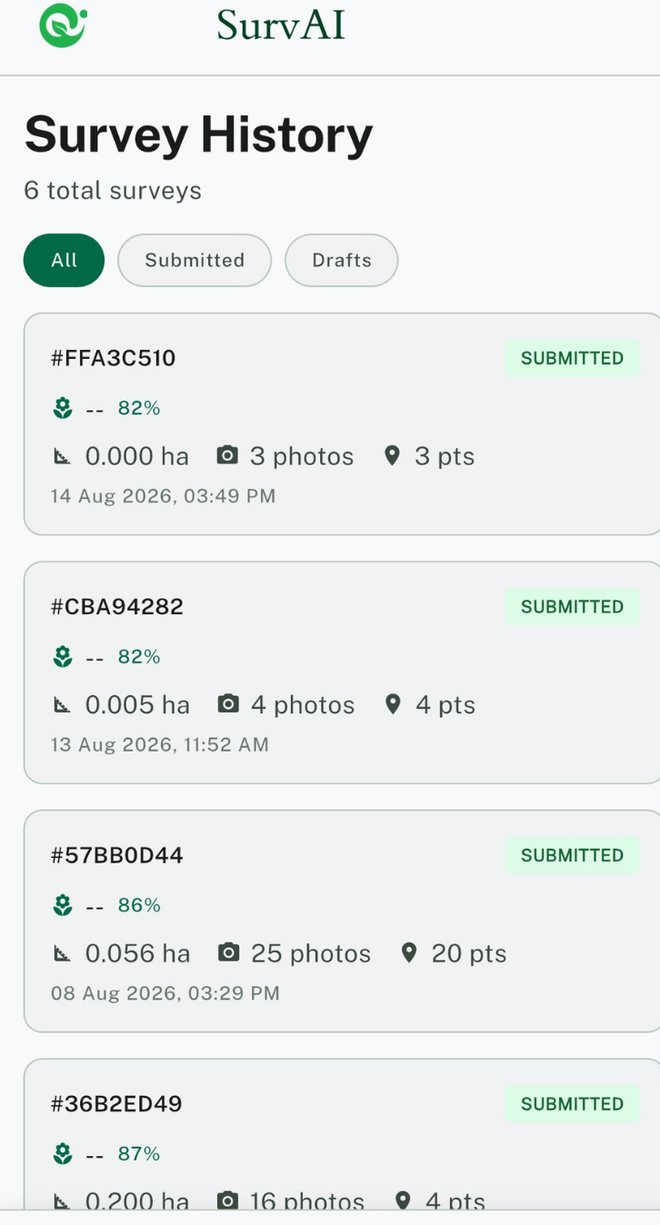 SurvAI
Survey History
6 total surveys
All Submitted Drafts
#FFA3C510 SUBMITTED
-- 82%
0.000 ha 3 photos 3 pts
14 Aug 2026, 03:49 PM
#CBA94282 SUBMITTED
-- 82%
0.005 ha 4 photos 4 pts
13 Aug 2026, 11:52 AM
#57BB0D44 SUBMITTED
-- 86%
0.056 ha 25 photos 20 pts
08 Aug 2026, 03:29 PM
#36B2ED49 SUBMITTED
-- 87%
0.200 ha 16 photos 4 pts